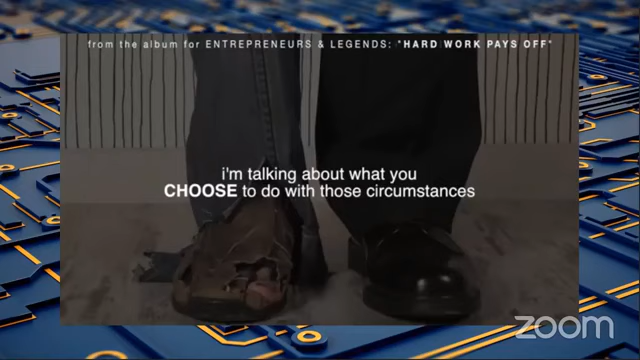 from the album for ENTREPRENEURS & LEGENDS: "HARD WORK PAYS OFF"
i'm talking about what you
CHOOSE to do with those circumstances
zoom